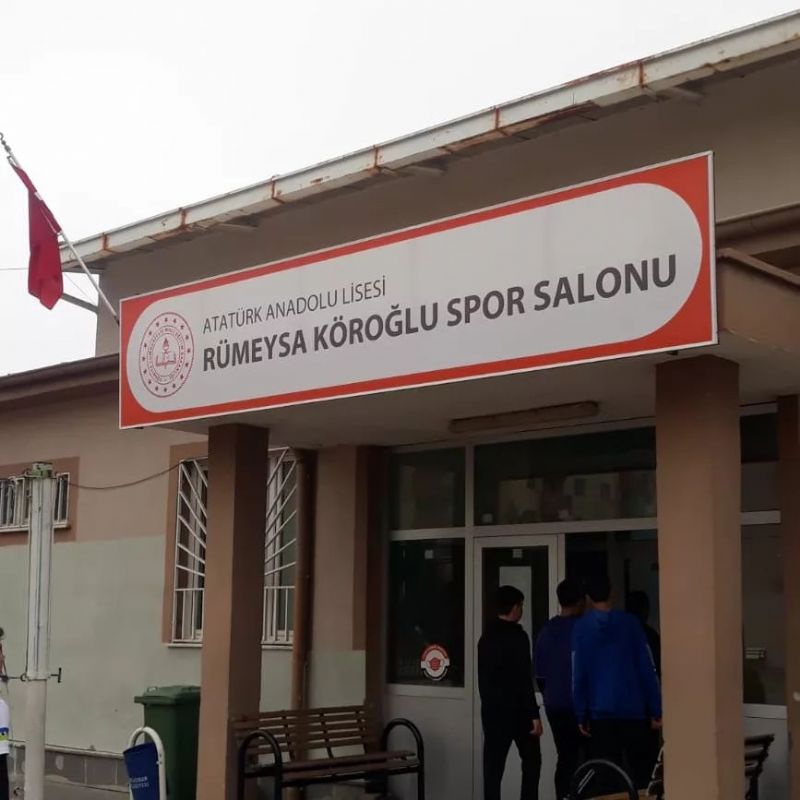 ATATÜRK ANADOLU LİSESİ
RÜMEYSA KÖROĞLU SPOR SALONU